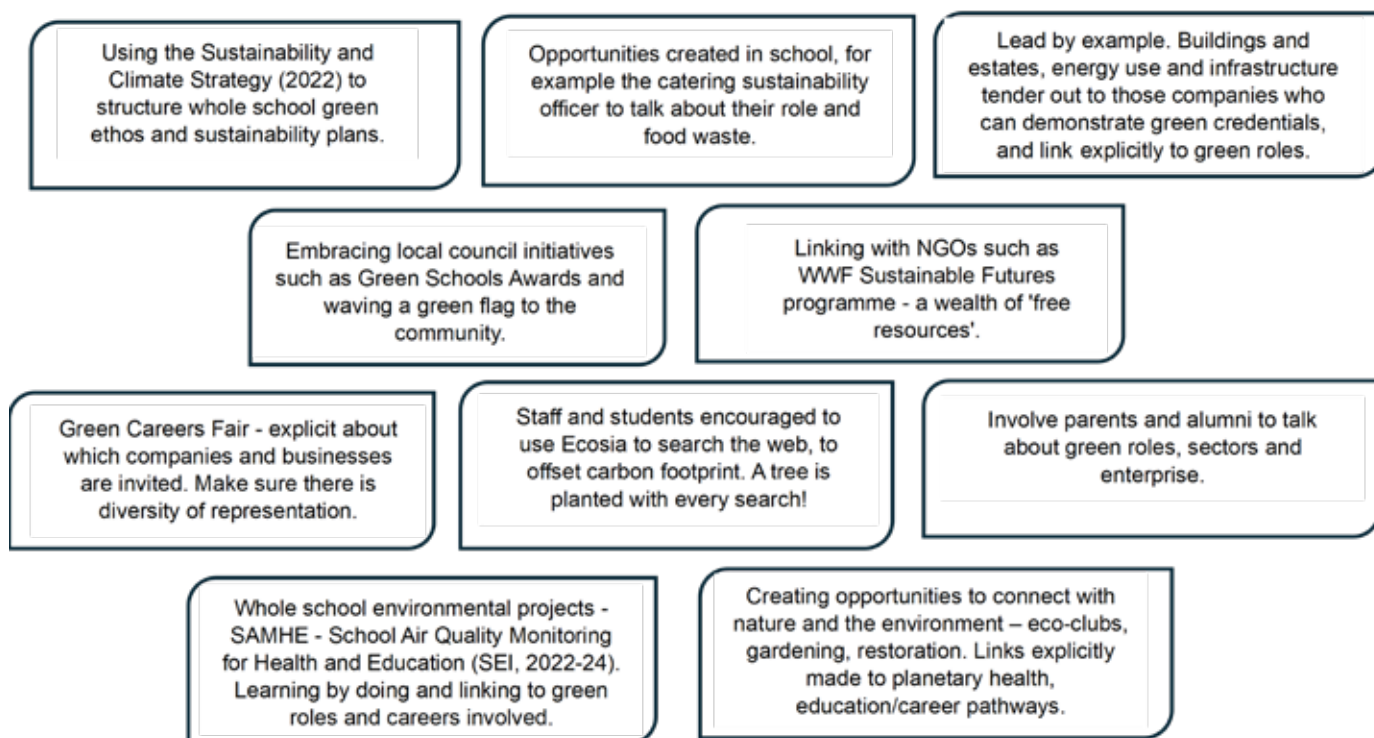 Using the Sustainability and
Climate Strategy (2022) to
structure whole school green
ethos and sustainability plans.
Opportunities created in school, for
example the catering sustainability
officer to talk about their role and
food waste.
Lead by example. Buildings and
estates, energy use and infrastructure
tender out to those companies who
can demonstrate green credentials,
and link explicitly to green roles.
Embracing local council initiatives
such as Green Schools Awards and
waving a green flag to the
community.
Linking with NGOs such as
WWF Sustainable Futures
programme - a wealth of 'free
resources'.
Green Careers Fair - explicit about
which companies and businesses
are invited. Make sure there is
diversity of representation.
Staff and students encouraged to
use Ecosia to search the web, to
offset carbon footprint. A tree is
planted with every search!
Involve parents and alumni to talk
about green roles, sectors and
enterprise.
Whole school environmental projects -
SAMHE - School Air Quality Monitoring
for Health and Education (SEI, 2022-24).
Learning by doing and linking to green
roles and careers involved.
Creating opportunities to connect with
nature and the environment – eco-clubs,
gardening, restoration. Links explicitly
made to planetary health,
education/career pathways.